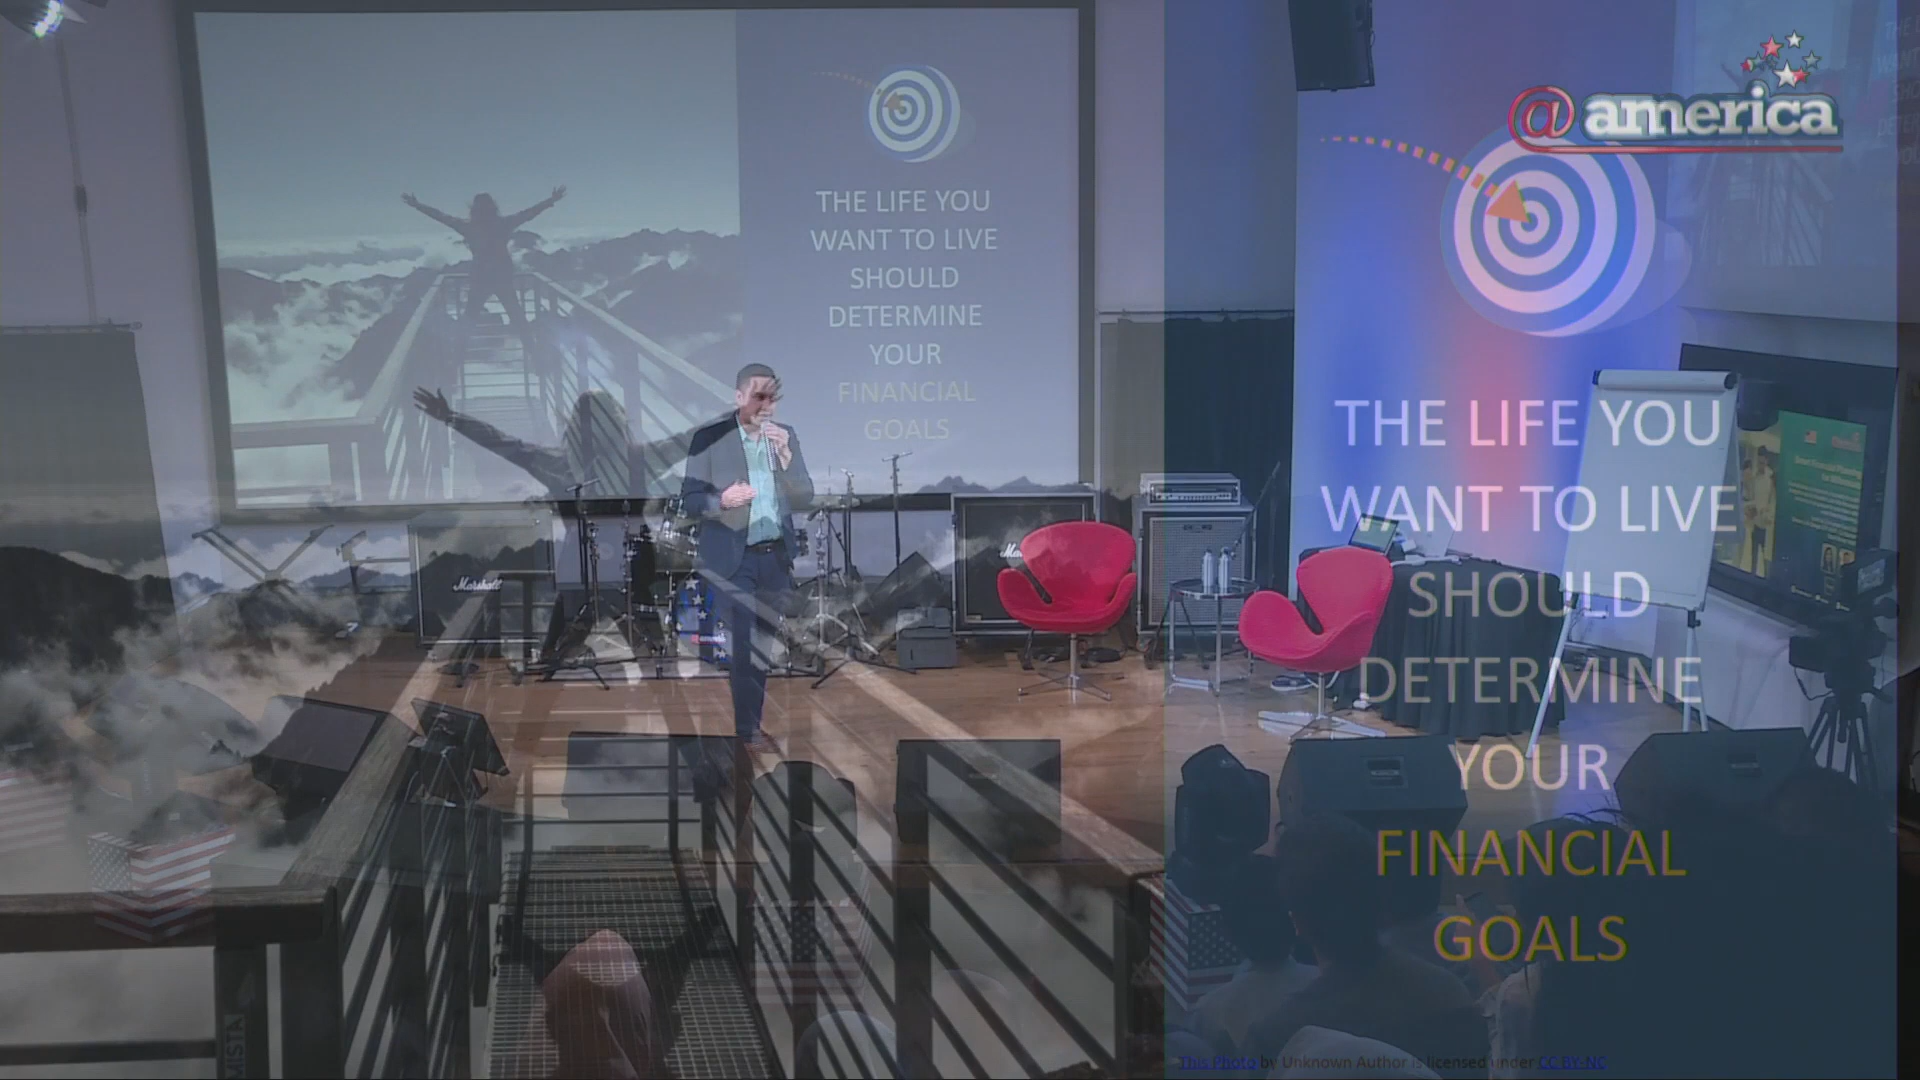 @america
THE LIFE YOU
WANT TO LIVE
SHOULD
DETERMINE
YOUR
FINANCIAL
GOALS
THE LIFE YOU
WANT TO LIVE
SHOULD
DETERMINE
YOUR
FINANCIAL
GOALS
Marshall
This Photo by Unknown Author is licensed under CC BY-NC